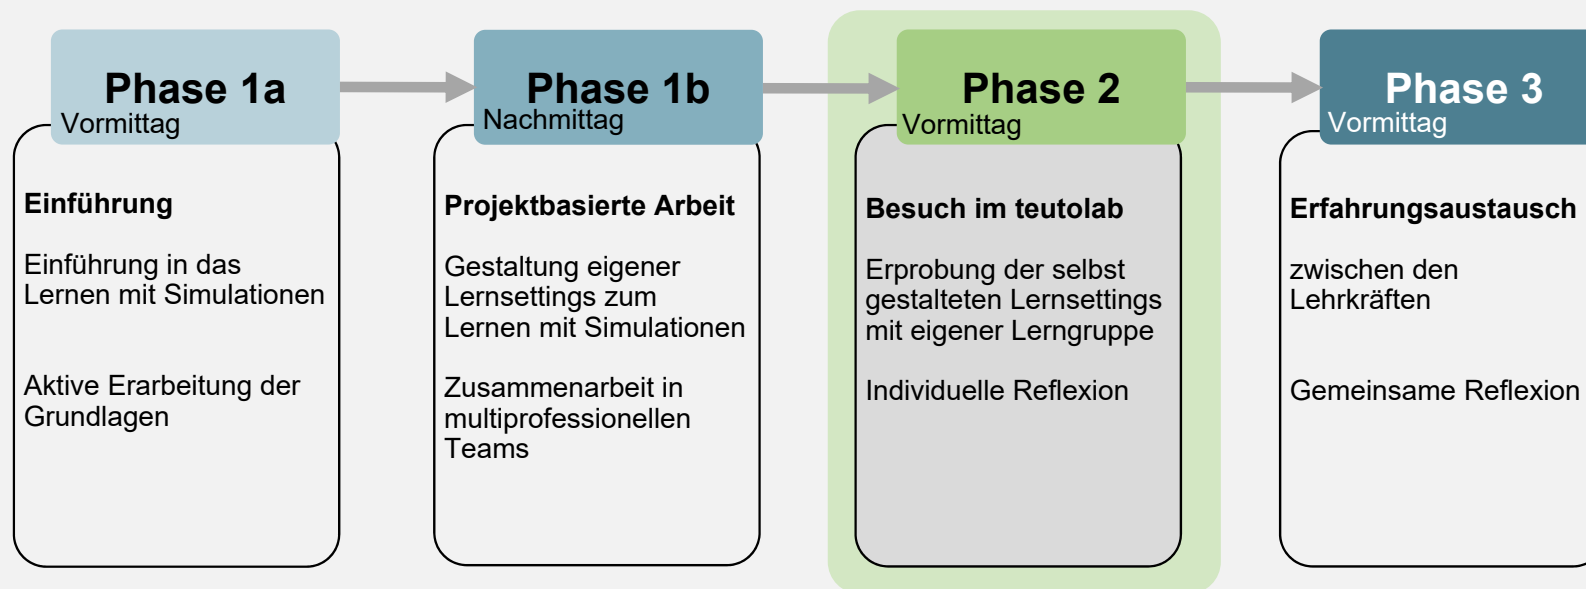 Phase 1a
Vormittag
Einführung
Einführung in das
Lernen mit Simulationen
Aktive Erarbeitung der
Grundlagen
Phase 1b
Nachmittag
Projektbasierte Arbeit
Gestaltung eigener
Lernsettings zum
Lernen mit Simulationen
Zusammenarbeit in
multiprofessionellen
Teams
Phase 2
Vormittag
Besuch im teutolab
Erprobung der selbst
gestalteten Lernsettings
mit eigener Lerngruppe
Individuelle Reflexion
Phase 3
Vormittag
Erfahrungsaustausch
zwischen den
Lehrkräften
Gemeinsame Reflexion